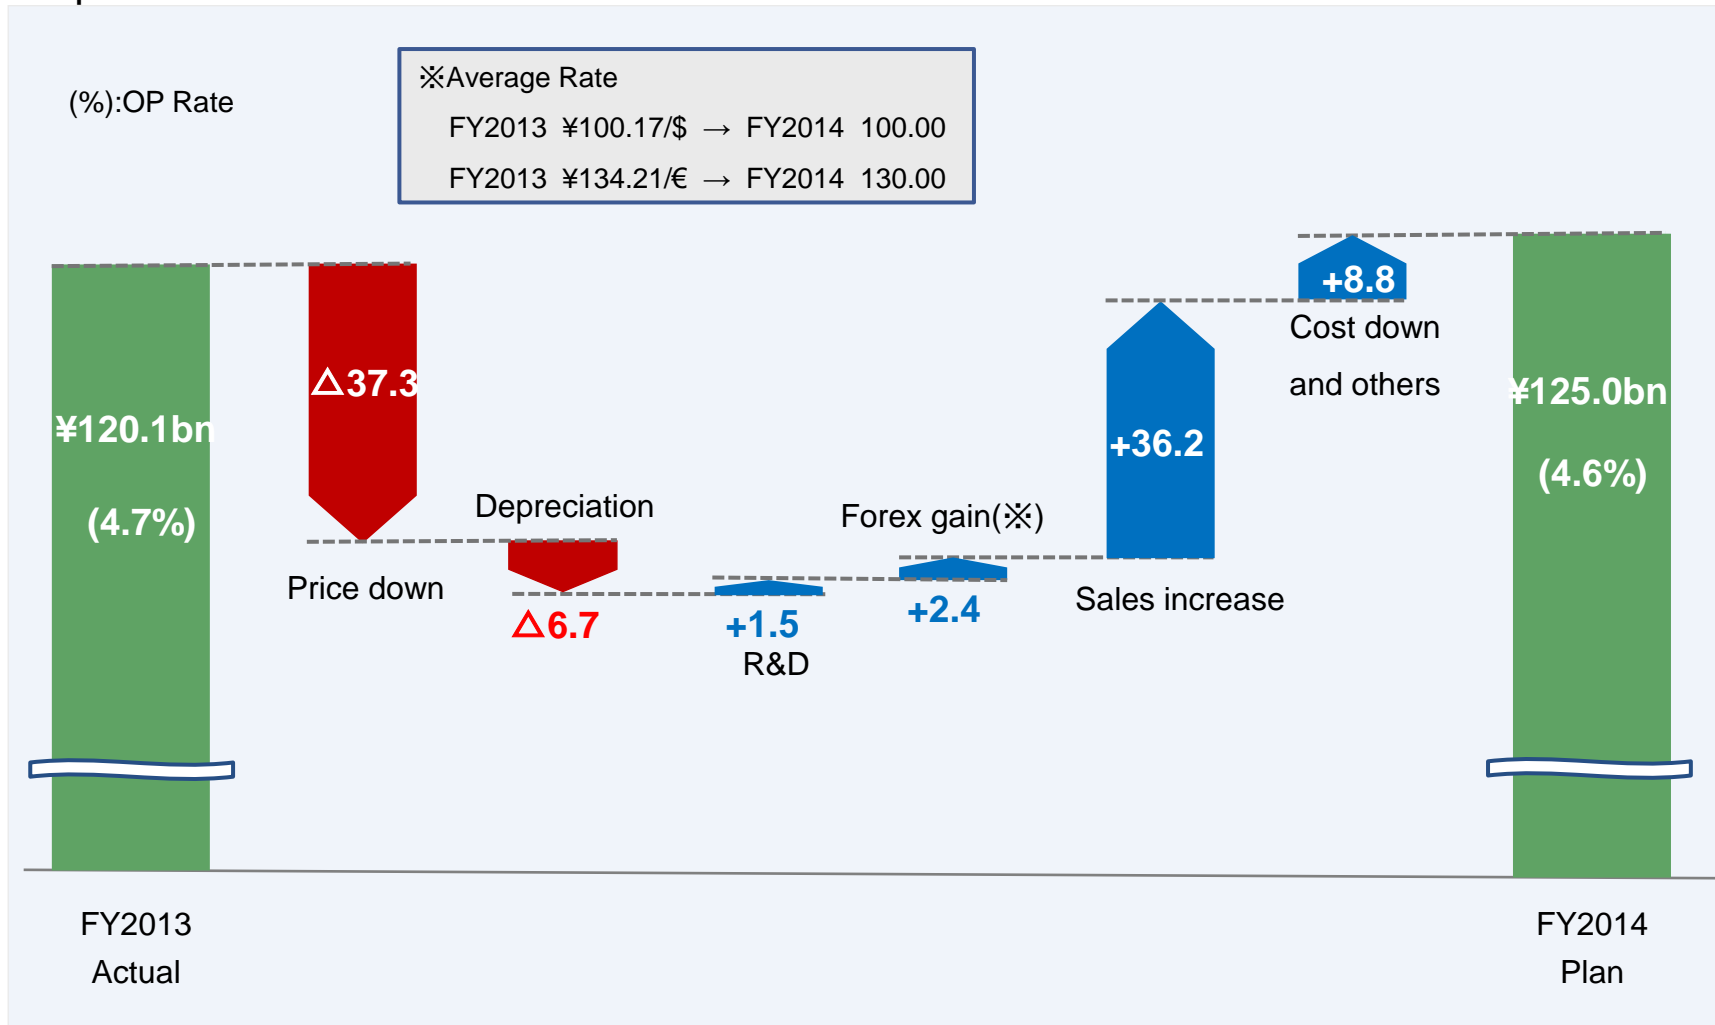 (%):OP Rate
※Average Rate
FY2013 ¥100.17/$ → FY2014 100.00
FY2013 ¥134.21/€ → FY2014 130.00
¥120.1bn
(4.7%)
△37.3
Price down
Depreciation
△6.7
+1.5
R&D
Forex gain(※)
+2.4
+36.2
Sales increase
+8.8
Cost down
and others
¥125.0bn
(4.6%)
FY2013
Actual
FY2014
Plan